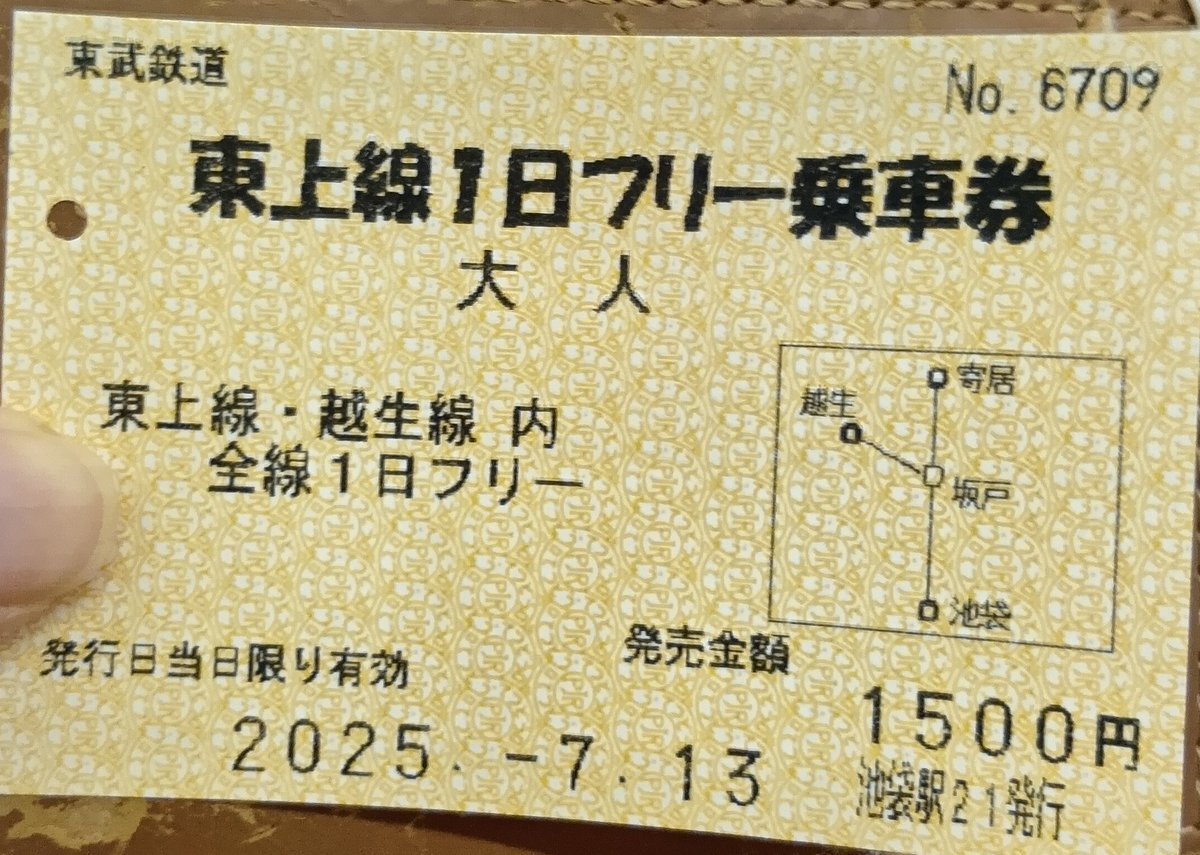 東武鉄道
No. 6709
東上線1日フリー乗車券
大 人
東上線・越生線 内
全線1日フリー
寄居
越生
坂戸
池袋
発行日当日限り有効
発売金額
2025.-7.13
1500円
池袋駅21発行